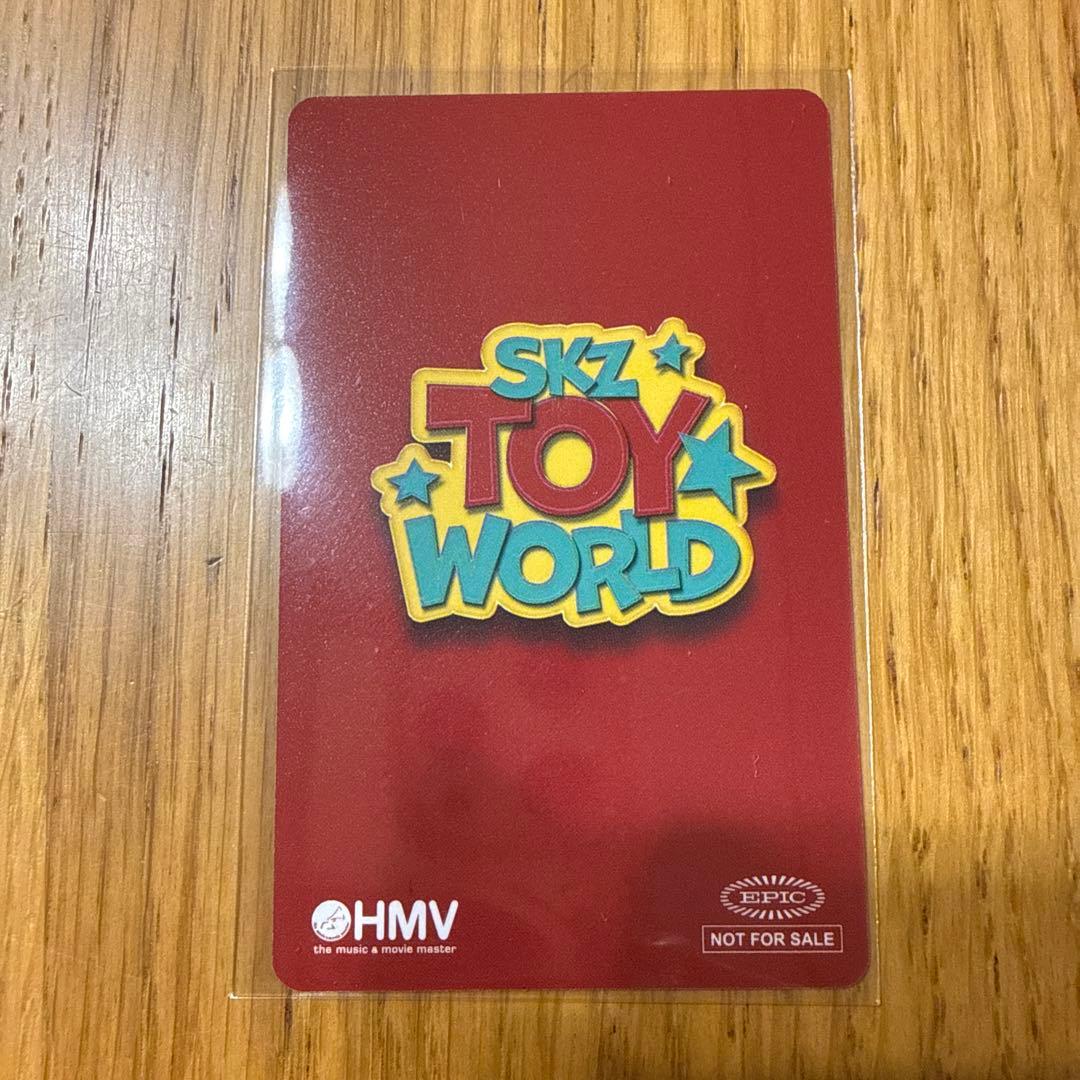 SKZ
TOY
WORLD
HMV
the music & movie master
EPIC
NOT FOR SALE